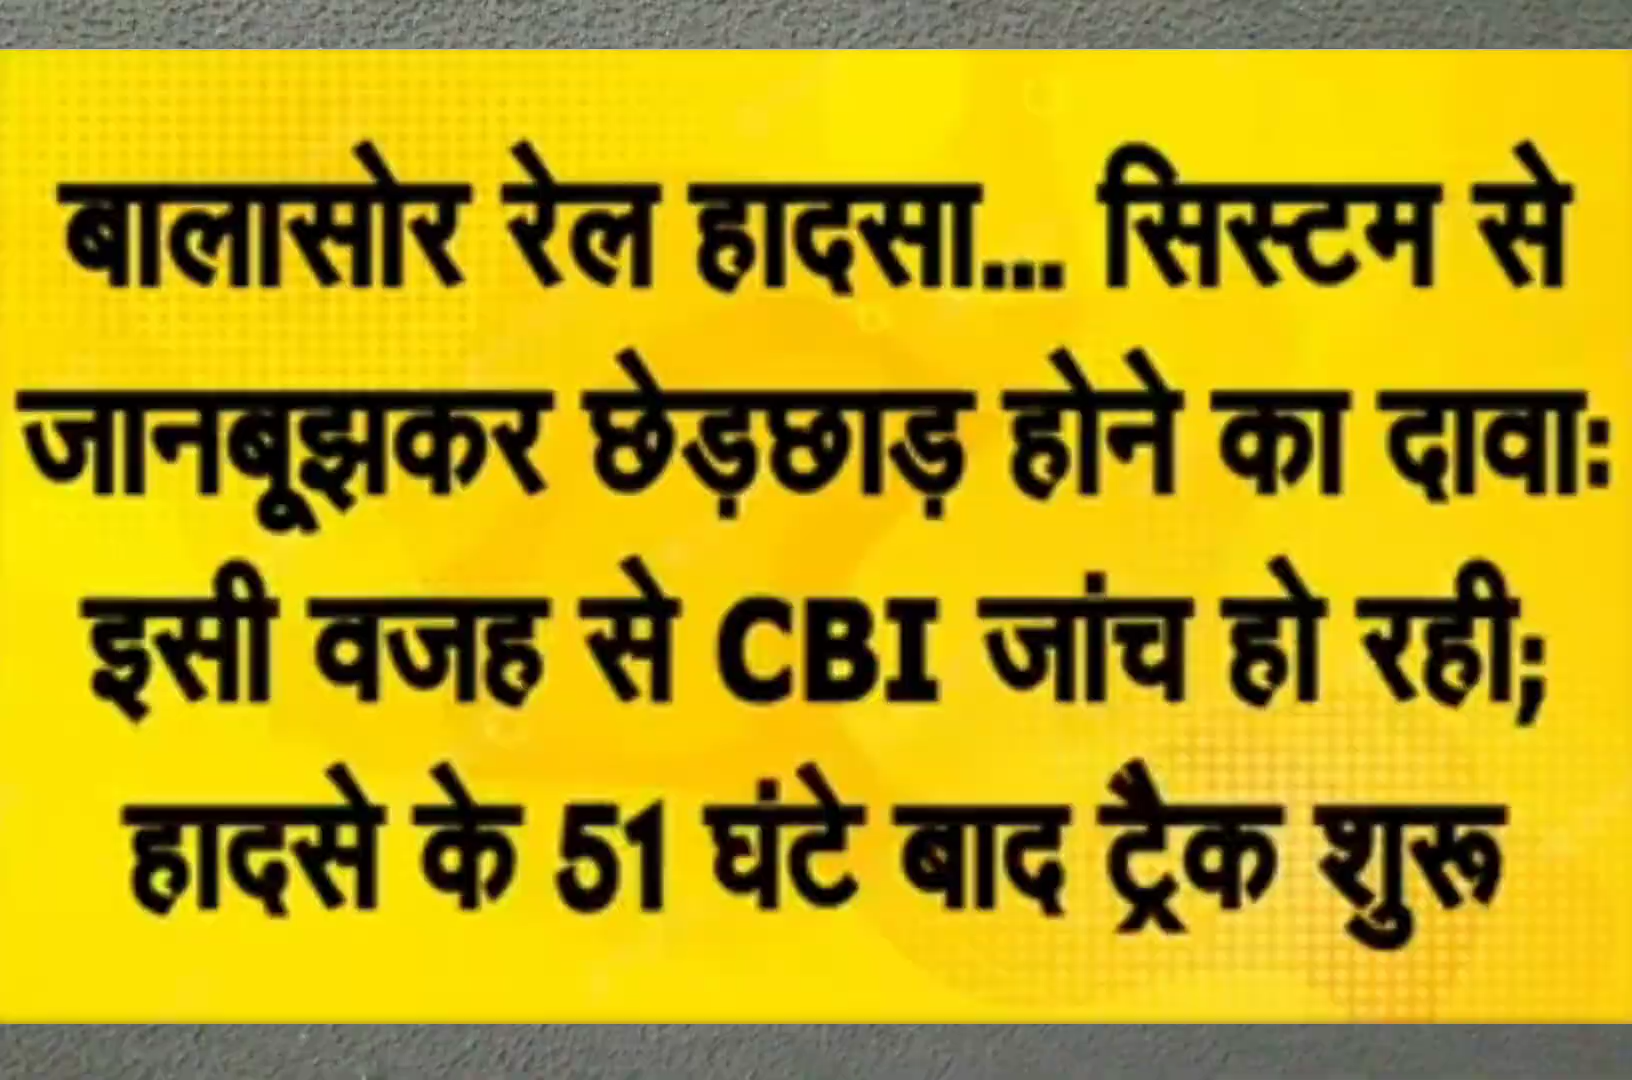 बालासोर रेल हादसा... सिस्टम से
जानबूझकर छेड़छाड़ होने का दावाः
इसी वजह से CBI जांच हो रही;
हादसे के 51 घंटे बाद ट्रैक शुरू